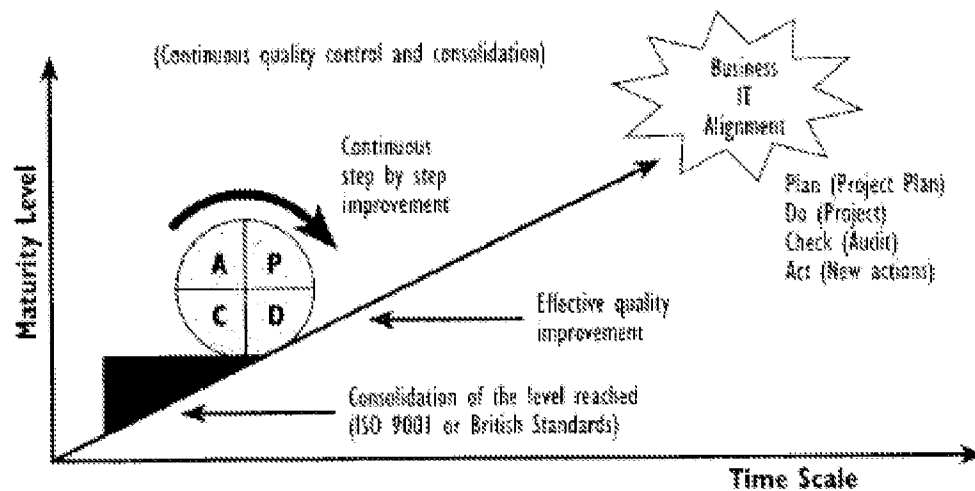 (Continuous quality control and consolidation)
Business
IT
Alignment
Continuous
step by step
improvement
Plan (Project Plan)
Do (Project)
Check (Audit)
Act (New actions)
Maturity Level
A P
C D
Effective quality
improvement
Consolidation of the level reached
(ISO 9001 or British Standards)
Time Scale